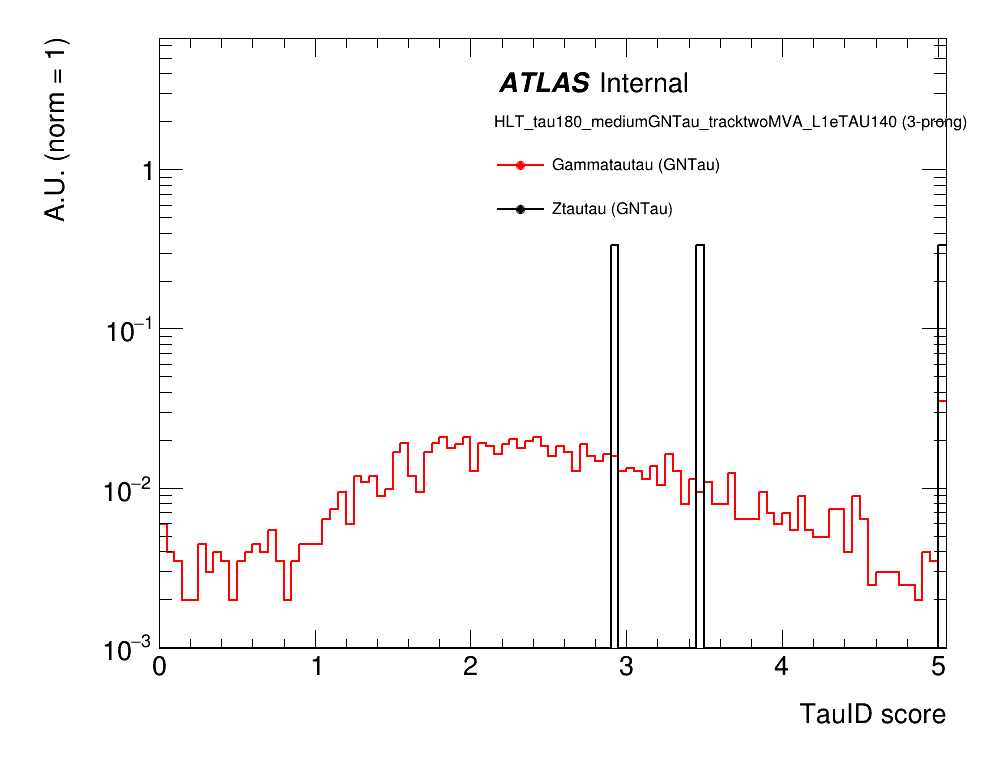 A.U. (norm = 1)
ATLAS Internal
HLT_tau180_mediumGNTau_tracktwoMVA_L1eTAU140 (3-prong)
Gammatautau (GNTau)
Ztautau (GNTau)
1
10⁻¹
10⁻²
10⁻³
0 1 2 3 4 5
TauID score